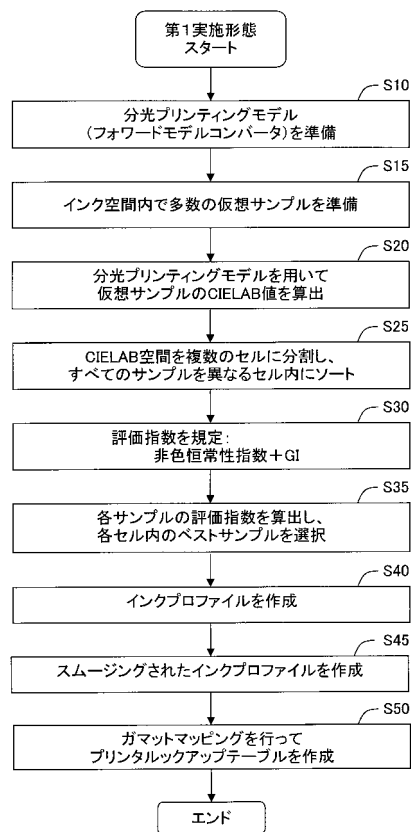 第1実施形態
スタート
S10
分光プリンティングモデル
(フォワードモデルコンバータ)を準備
S15
インク空間内で多数の仮想サンプルを準備
S20
分光プリンティングモデルを用いて
仮想サンプルのCIELAB値を算出
S25
CIELAB空間を複数のセルに分割し、
すべてのサンプルを異なるセル内にソート
S30
評価指数を規定:
非色恒常性指数+GI
S35
各サンプルの評価指数を算出し、
各セル内のベストサンプルを選択
S40
インクプロファイルを作成
S45
スムージングされたインクプロファイルを作成
S50
ガマットマッピングを行って
プリンタルックアップテーブルを作成
エンド